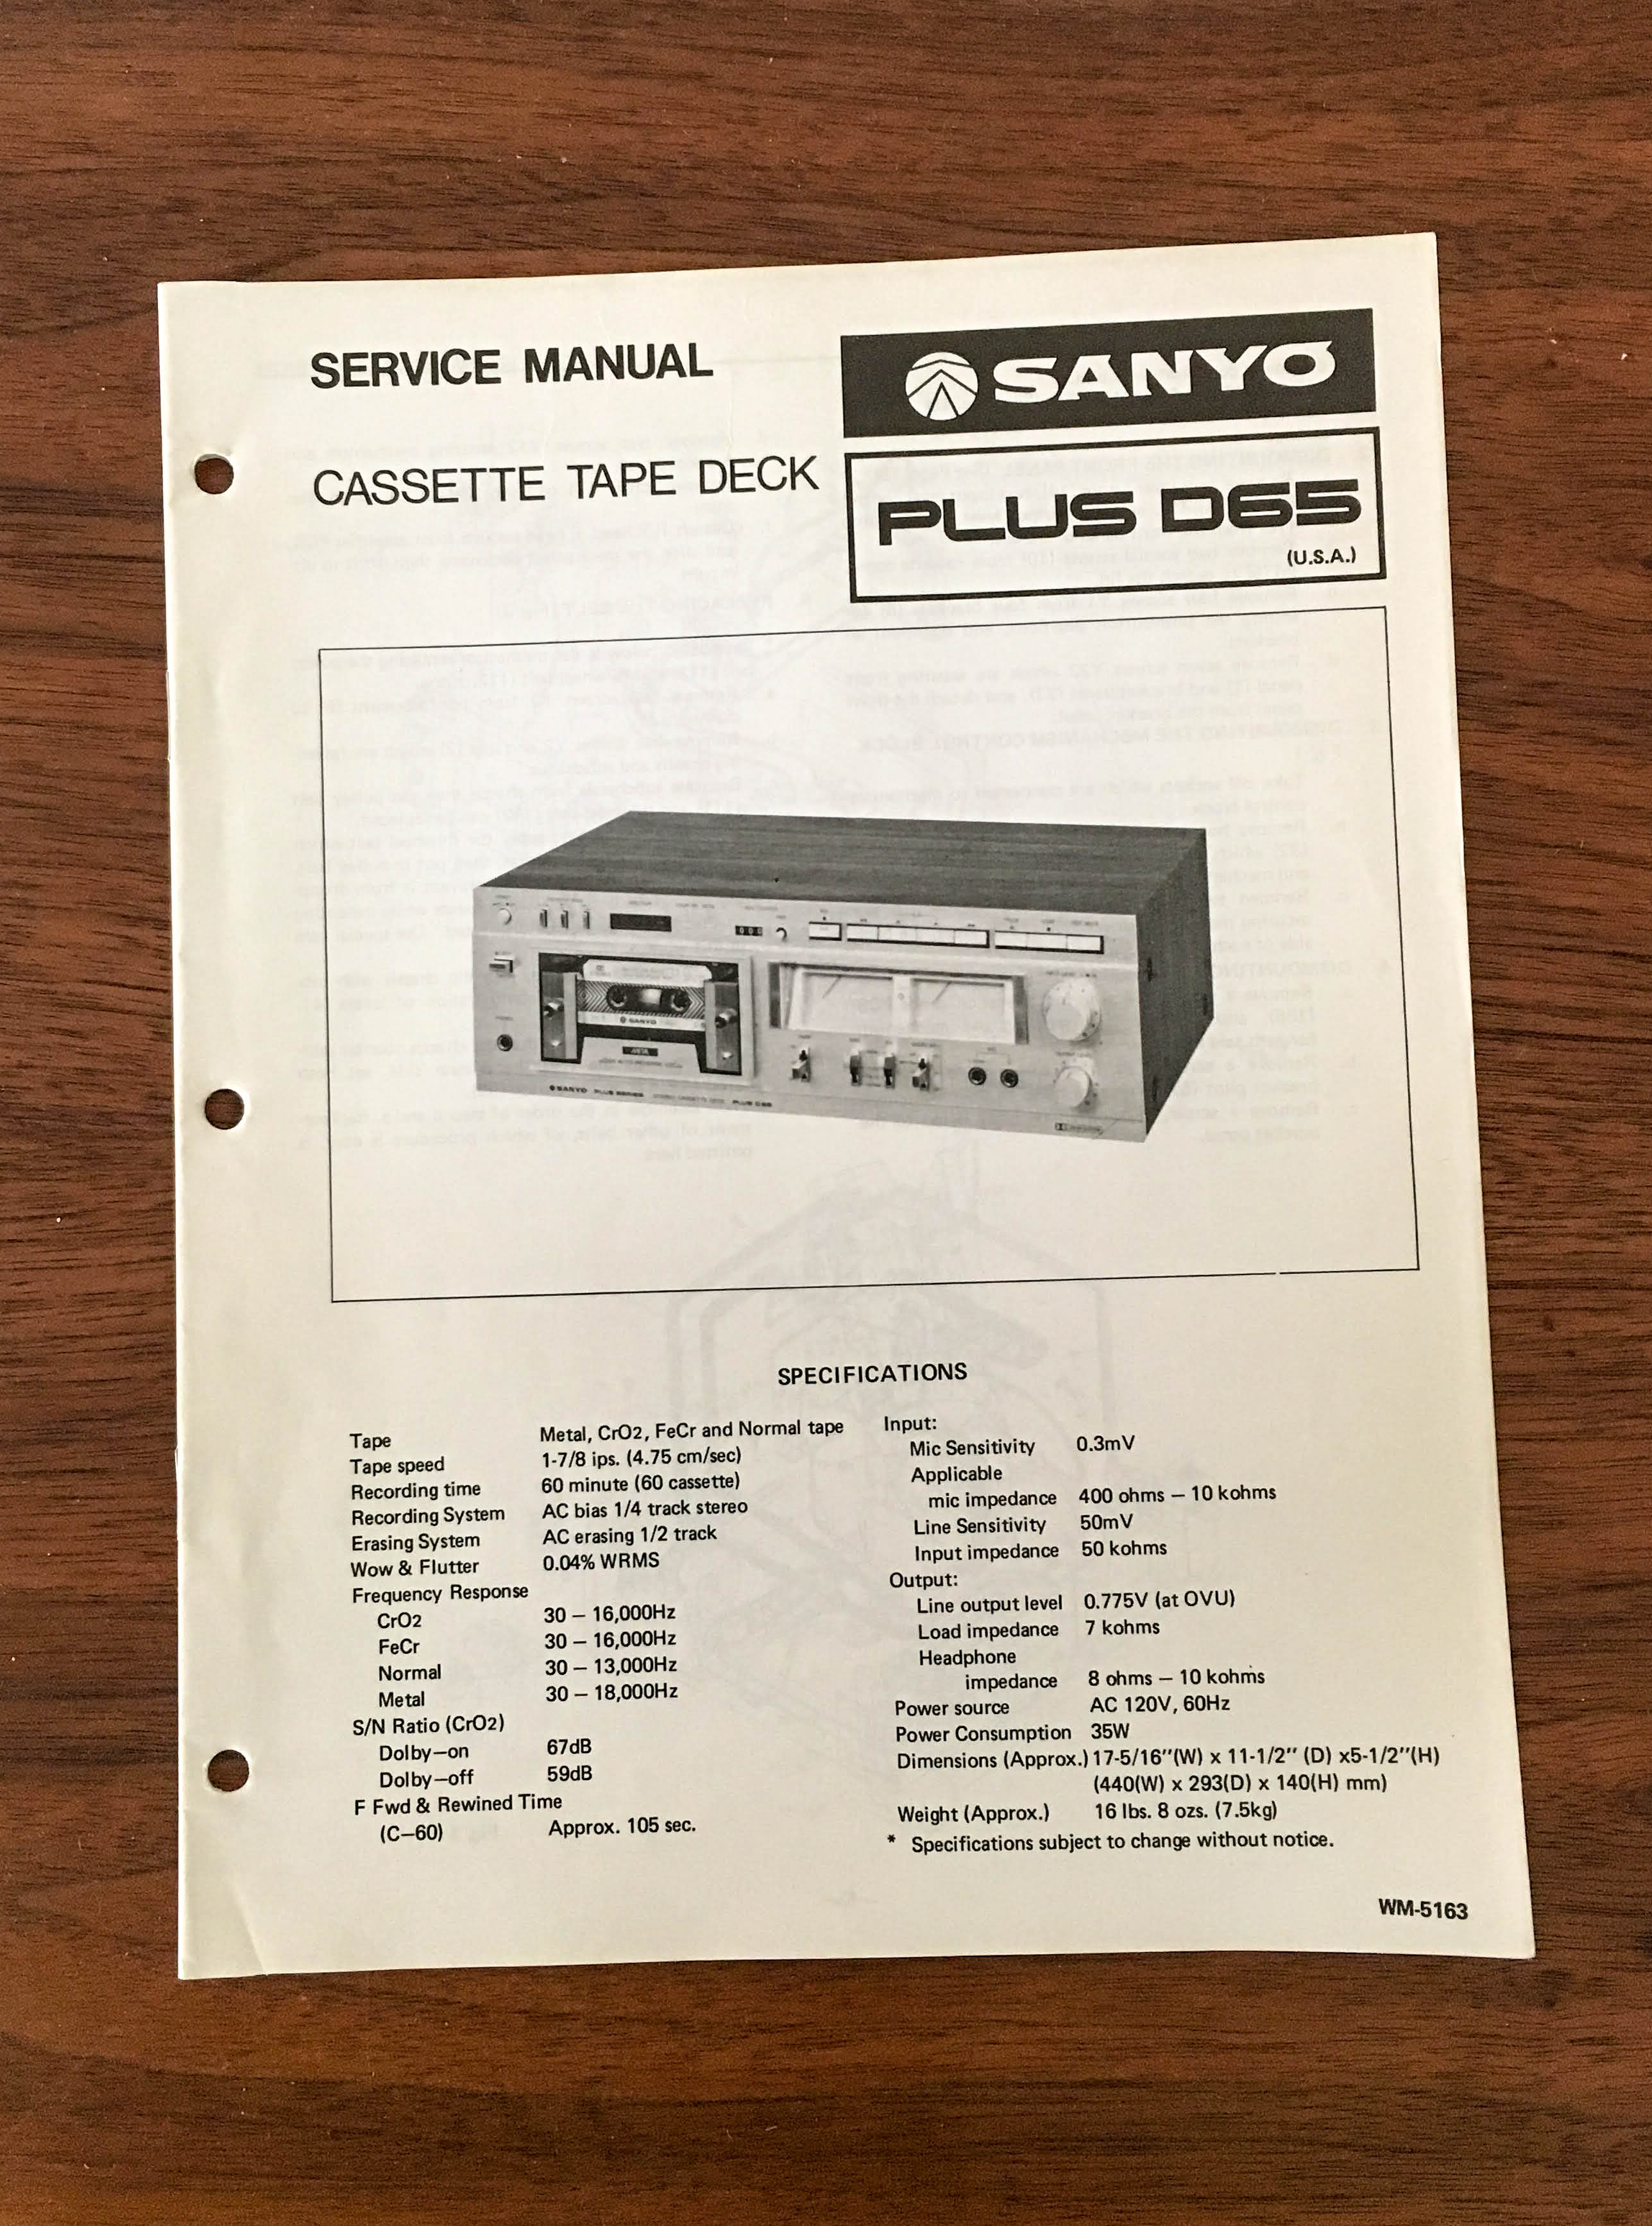 SERVICE MANUAL
SANYO
CASSETTE TAPE DECK
PLUS D65
(U.S.A.)
SANYO
SANYO PLUS SERIES
PLUS D65
SPECIFICATIONS
Tape Metal, CrO2, FeCr and Normal tape
Tape speed 1-7/8 ips. (4.75 cm/sec)
Recording time 60 minute (60 cassette)
Recording System AC bias 1/4 track stereo
Erasing System AC erasing 1/2 track
Wow & Flutter 0.04% WRMS
Frequency Response
CrO2 30 – 16,000Hz
FeCr 30 – 16,000Hz
Normal 30 – 13,000Hz
Metal 30 – 18,000Hz
S/N Ratio (CrO2)
Dolby–on 67dB
Dolby–off 59dB
F Fwd & Rewined Time
(C–60) Approx. 105 sec.
Input:
Mic Sensitivity 0.3mV
Applicable
mic impedance 400 ohms – 10 kohms
Line Sensitivity 50mV
Input impedance 50 kohms
Output:
Line output level 0.775V (at OVU)
Load impedance 7 kohms
Headphone
impedance 8 ohms – 10 kohms
Power source AC 120V, 60Hz
Power Consumption 35W
Dimensions (Approx.) 17-5/16''(W) x 11-1/2'' (D) x5-1/2''(H)
(440(W) x 293(D) x 140(H) mm)
Weight (Approx.) 16 lbs. 8 ozs. (7.5kg)
* Specifications subject to change without notice.
WM-5163